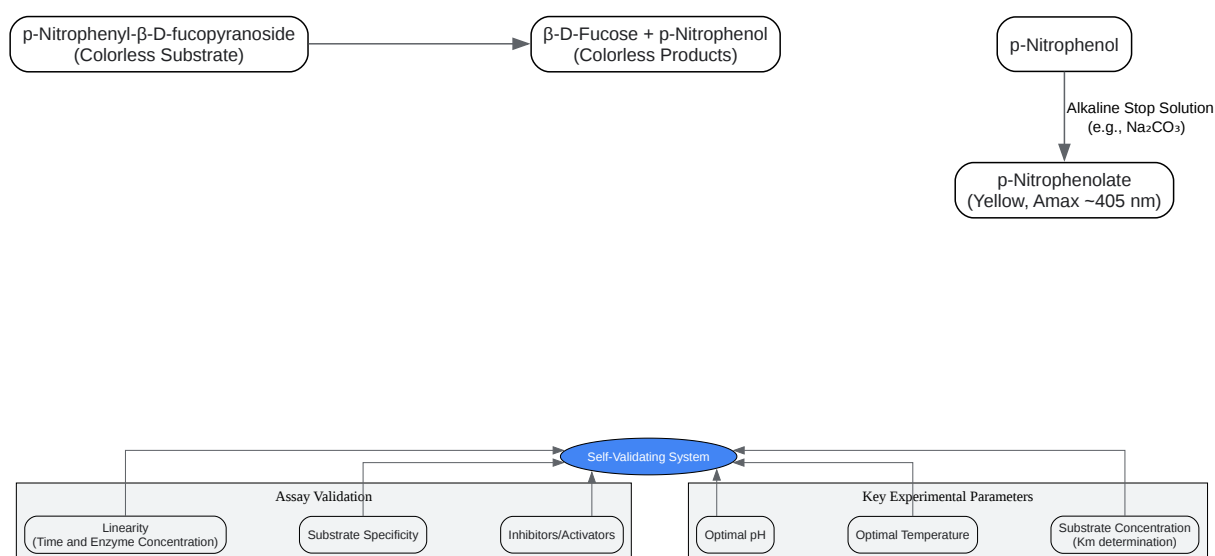 p-Nitrophenyl-β-D-fucopyranoside
(Colorless Substrate)
β-D-Fucose + p-Nitrophenol
(Colorless Products)
p-Nitrophenol
Alkaline Stop Solution
(e.g., Na₂CO₃)
p-Nitrophenolate
(Yellow, Amax ~405 nm)
Self-Validating System
Assay Validation
Linearity
(Time and Enzyme Concentration)
Substrate Specificity
Inhibitors/Activators
Key Experimental Parameters
Optimal pH
Optimal Temperature
Substrate Concentration
(Km determination)